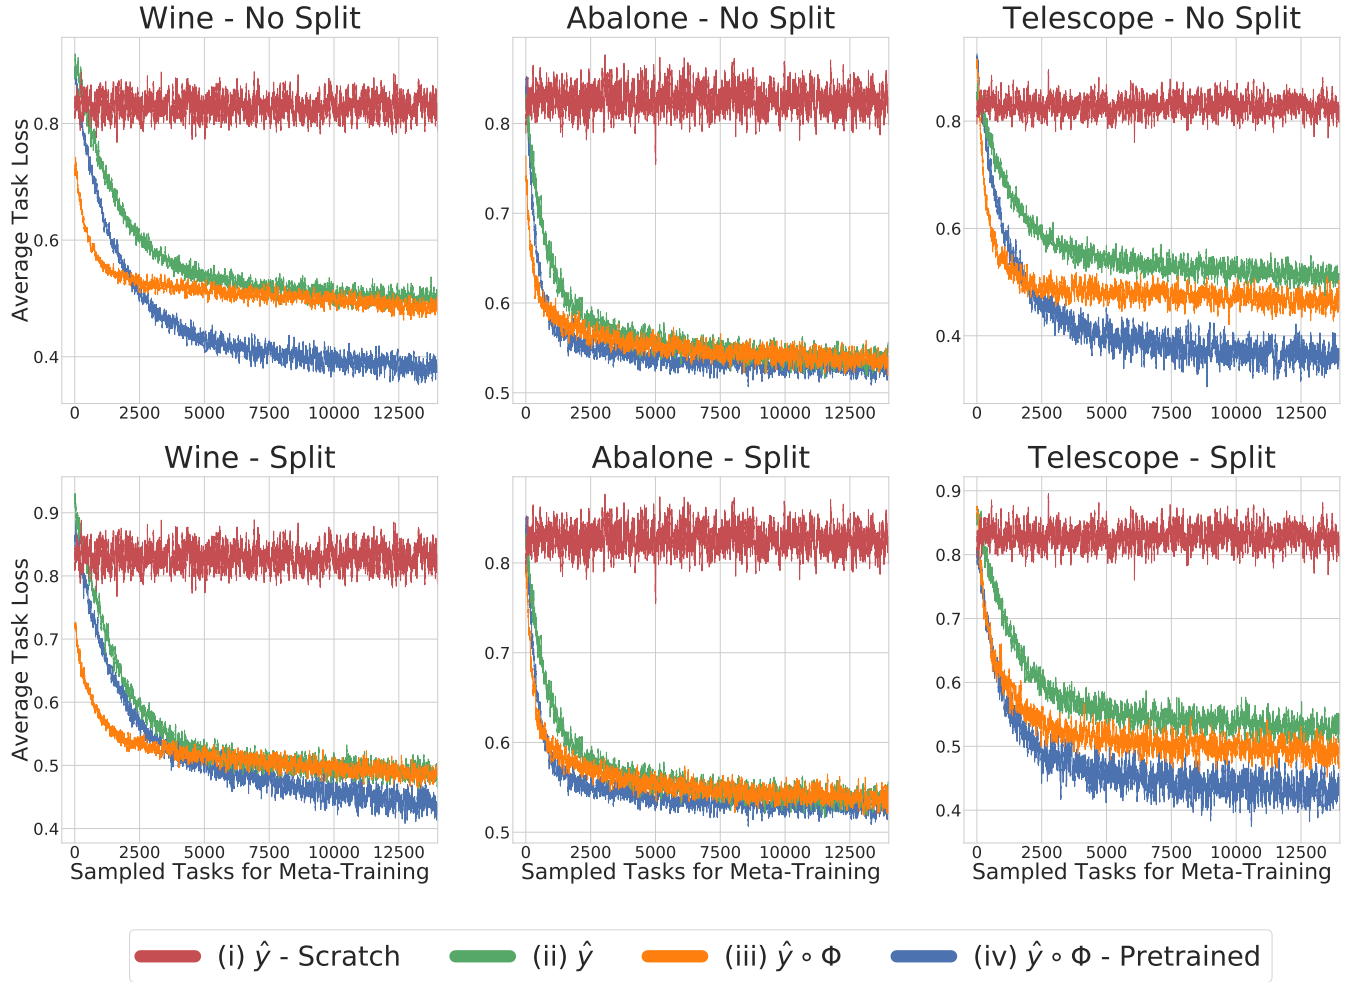 Wine - No Split
Abalone - No Split
Telescope - No Split
Average Task Loss
0.8
0.6
0.4
0 2500 5000 7500 10000 12500
0.8
0.7
0.6
0.5
0 2500 5000 7500 10000 12500
0.8
0.6
0.4
0 2500 5000 7500 10000 12500
Wine - Split
Abalone - Split
Telescope - Split
Average Task Loss
0.9
0.8
0.7
0.6
0.5
0.4
0 2500 5000 7500 10000 12500
Sampled Tasks for Meta-Training
0.8
0.7
0.6
0.5
0 2500 5000 7500 10000 12500
Sampled Tasks for Meta-Training
0.9
0.8
0.7
0.6
0.5
0.4
0 2500 5000 7500 10000 12500
Sampled Tasks for Meta-Training
(i) ŷ - Scratch
(ii) ŷ
(iii) ŷ ∘ Φ
(iv) ŷ ∘ Φ - Pretrained